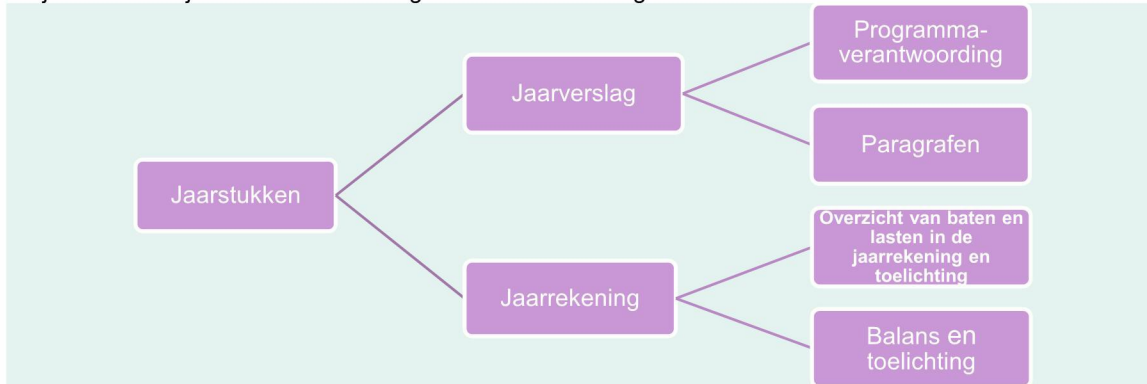 Programma-
verantwoording
Jaarverslag
Paragrafen
Jaarstukken
Overzicht van baten en
lasten in de
jaarrekening en
toelichting
Jaarrekening
Balans en
toelichting